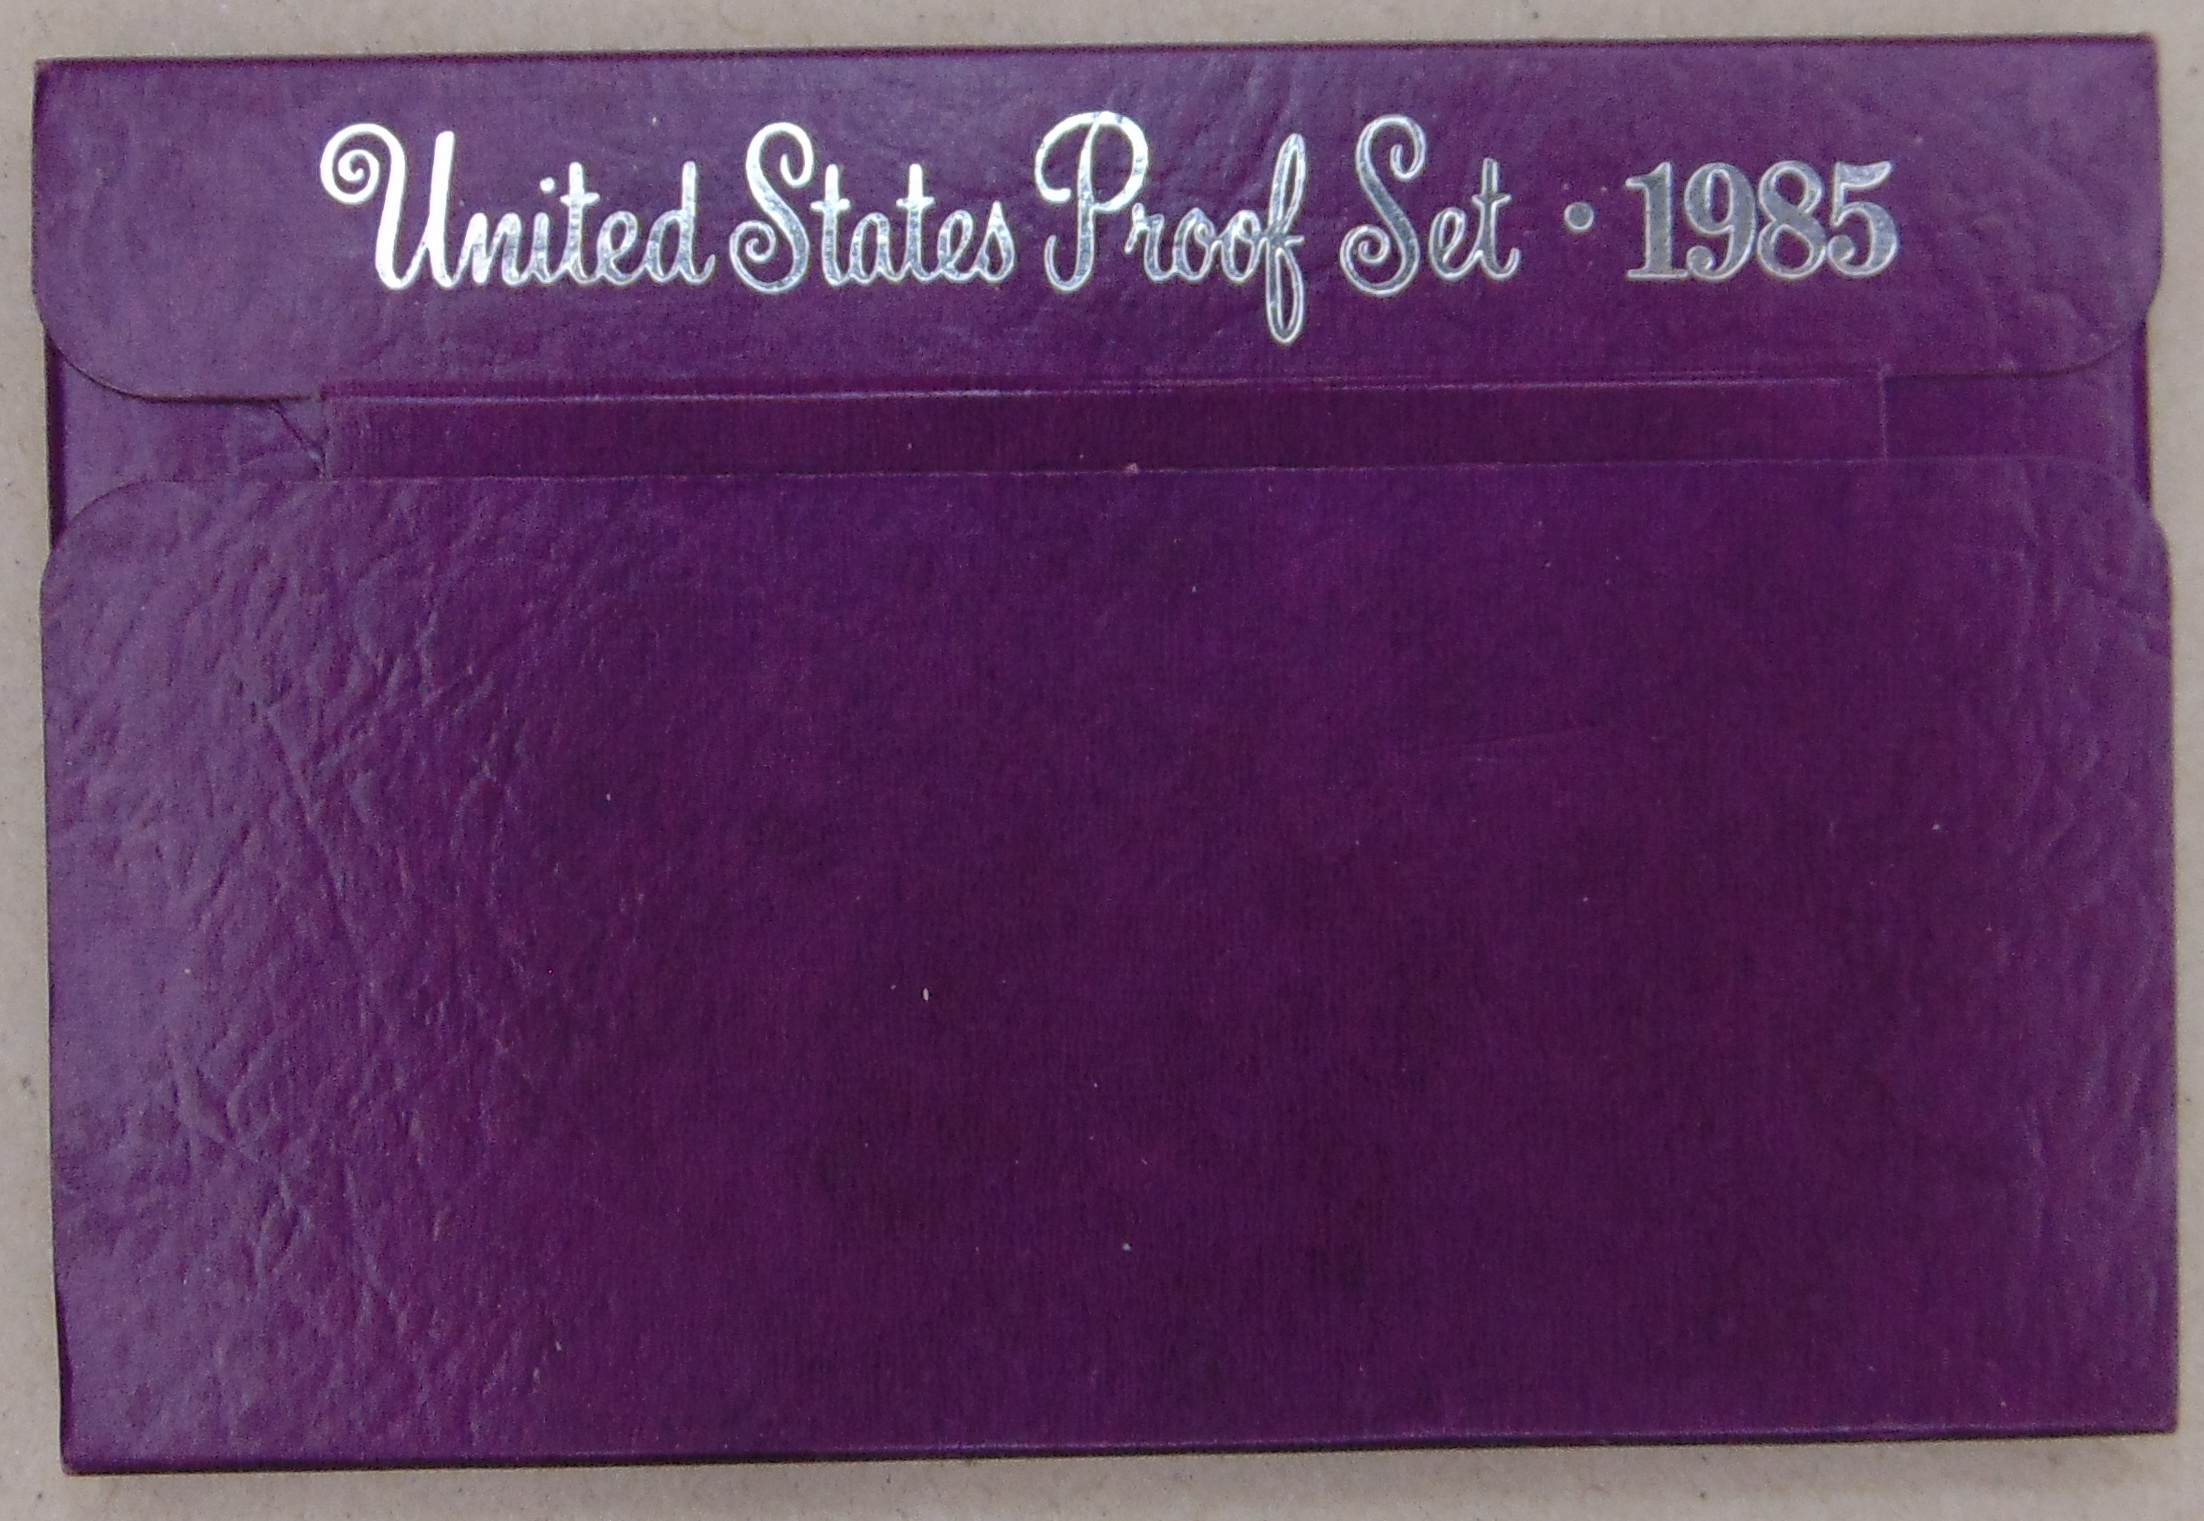 United States Proof Set · 1985